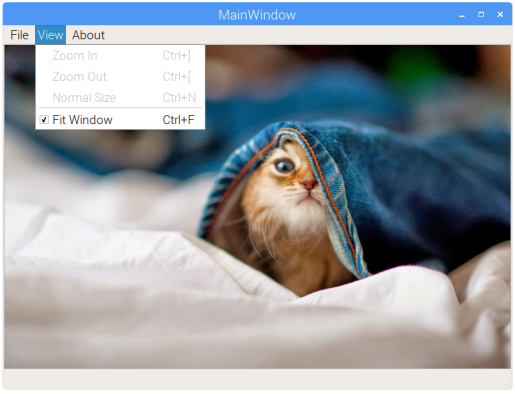 MainWindow
File View About
Zoom In Ctrl+]
Zoom Out Ctrl+[
Normal Size Ctrl+N
Fit Window Ctrl+F